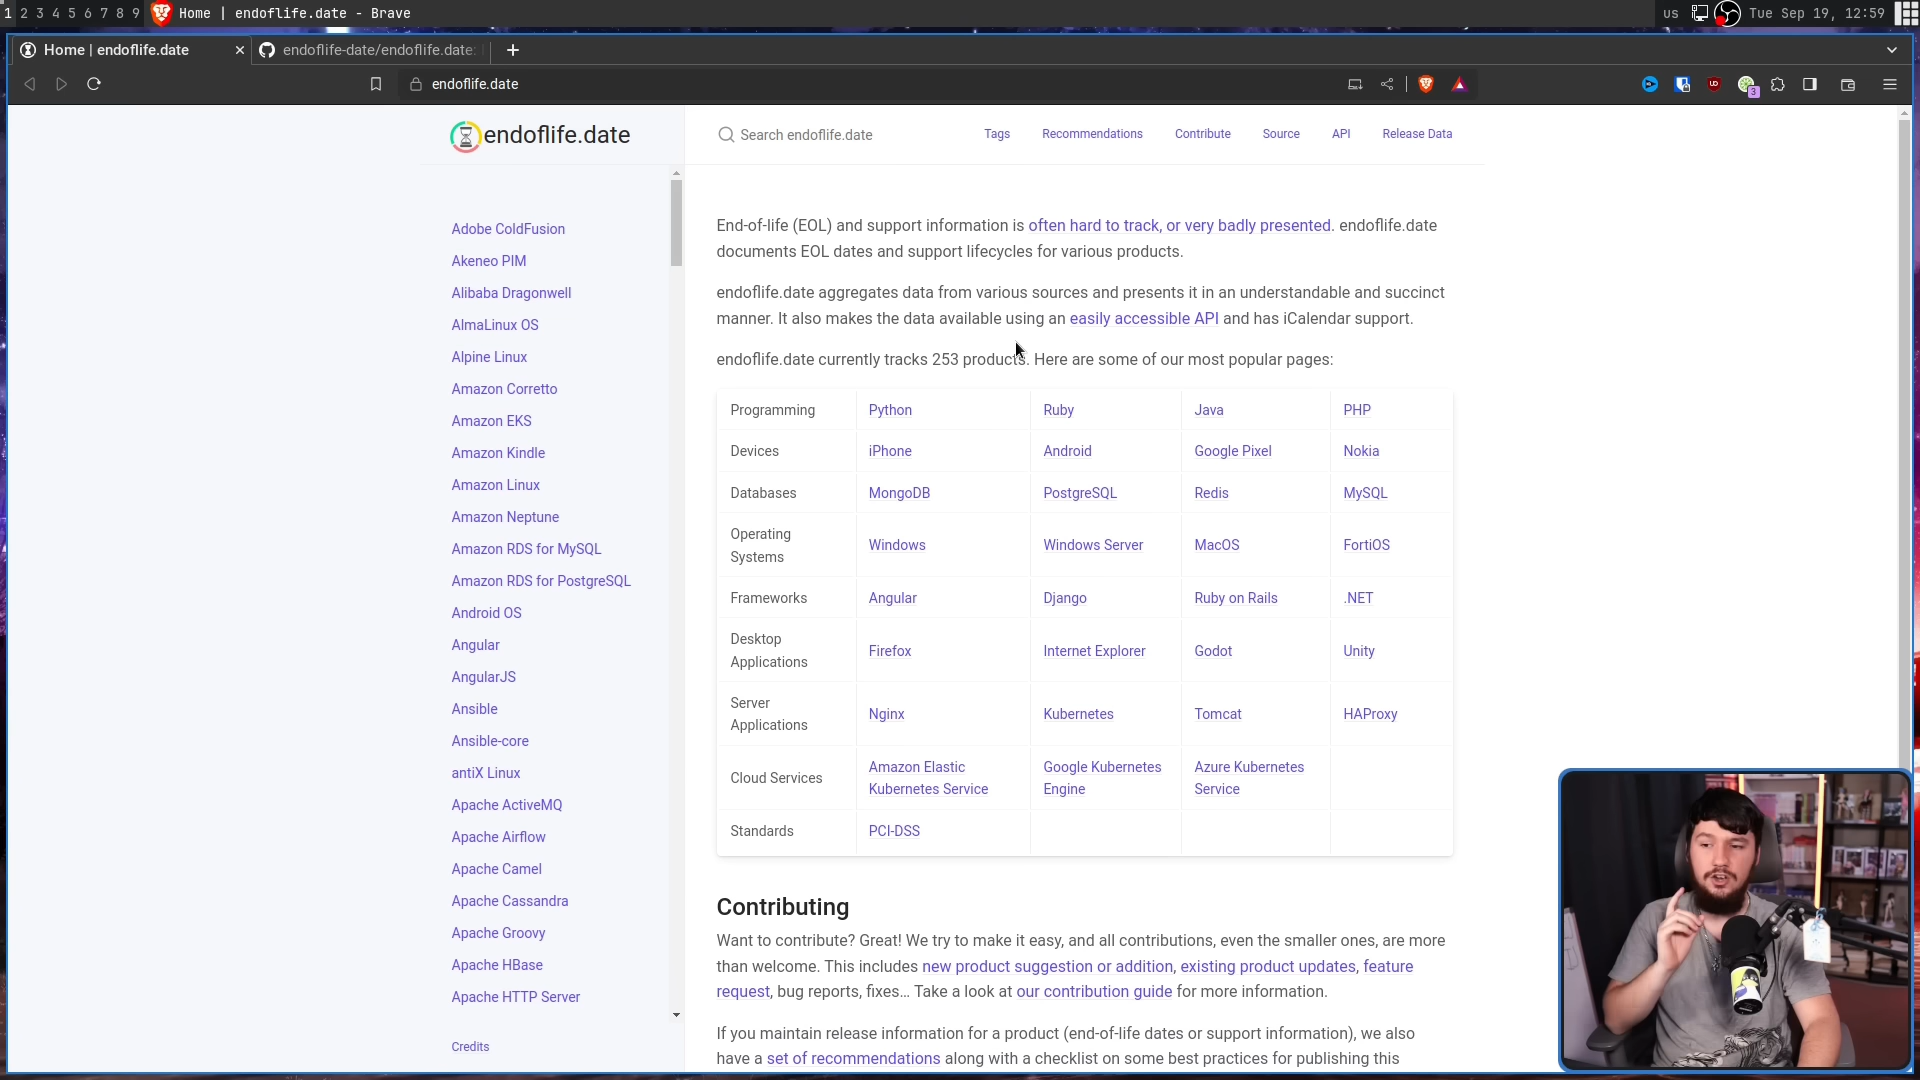 1 2 3 4 5 6 7 8 9 Home | endoflife.date - Brave us Tue Sep 19, 12:59
Home | endoflife.date endoflife-date/endoflife.date:
endoflife.date
3
endoflife.date
Search endoflife.date Tags Recommendations Contribute Source API Release Data
Adobe ColdFusion
Akeneo PIM
Alibaba Dragonwell
AlmaLinux OS
Alpine Linux
Amazon Corretto
Amazon EKS
Amazon Kindle
Amazon Linux
Amazon Neptune
Amazon RDS for MySQL
Amazon RDS for PostgreSQL
Android OS
Angular
AngularJS
Ansible
Ansible-core
antiX Linux
Apache ActiveMQ
Apache Airflow
Apache Camel
Apache Cassandra
Apache Groovy
Apache HBase
Apache HTTP Server
Credits
End-of-life (EOL) and support information is often hard to track, or very badly presented. endoflife.date
documents EOL dates and support lifecycles for various products.
endoflife.date aggregates data from various sources and presents it in an understandable and succinct
manner. It also makes the data available using an easily accessible API and has iCalendar support.
endoflife.date currently tracks 253 products. Here are some of our most popular pages:
Programming Python Ruby Java PHP
Devices iPhone Android Google Pixel Nokia
Databases MongoDB PostgreSQL Redis MySQL
Operating
Systems Windows Windows Server MacOS FortiOS
Frameworks Angular Django Ruby on Rails .NET
Desktop
Applications Firefox Internet Explorer Godot Unity
Server
Applications Nginx Kubernetes Tomcat HAProxy
Cloud Services Amazon Elastic Google Kubernetes Azure Kubernetes
Kubernetes Service Engine Service
Standards PCI-DSS
Contributing
Want to contribute? Great! We try to make it easy, and all contributions, even the smaller ones, are more
than welcome. This includes new product suggestion or addition, existing product updates, feature
request, bug reports, fixes… Take a look at our contribution guide for more information.
If you maintain release information for a product (end-of-life dates or support information), we also
have a set of recommendations along with a checklist on some best practices for publishing this